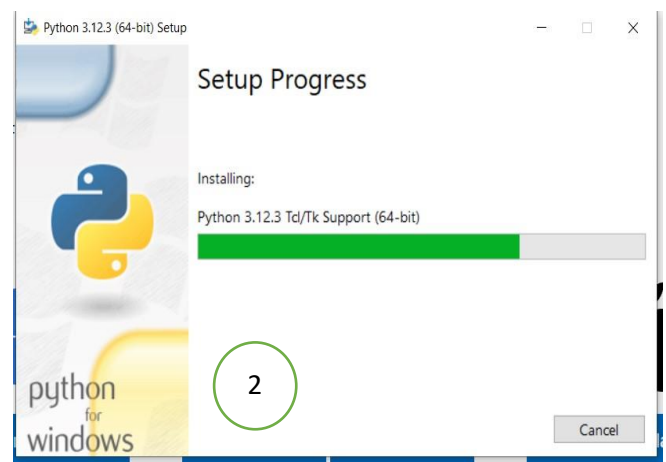 Python 3.12.3 (64-bit) Setup
Setup Progress
Installing:
Python 3.12.3 Tcl/Tk Support (64-bit)
2
python
for
windows
Cancel